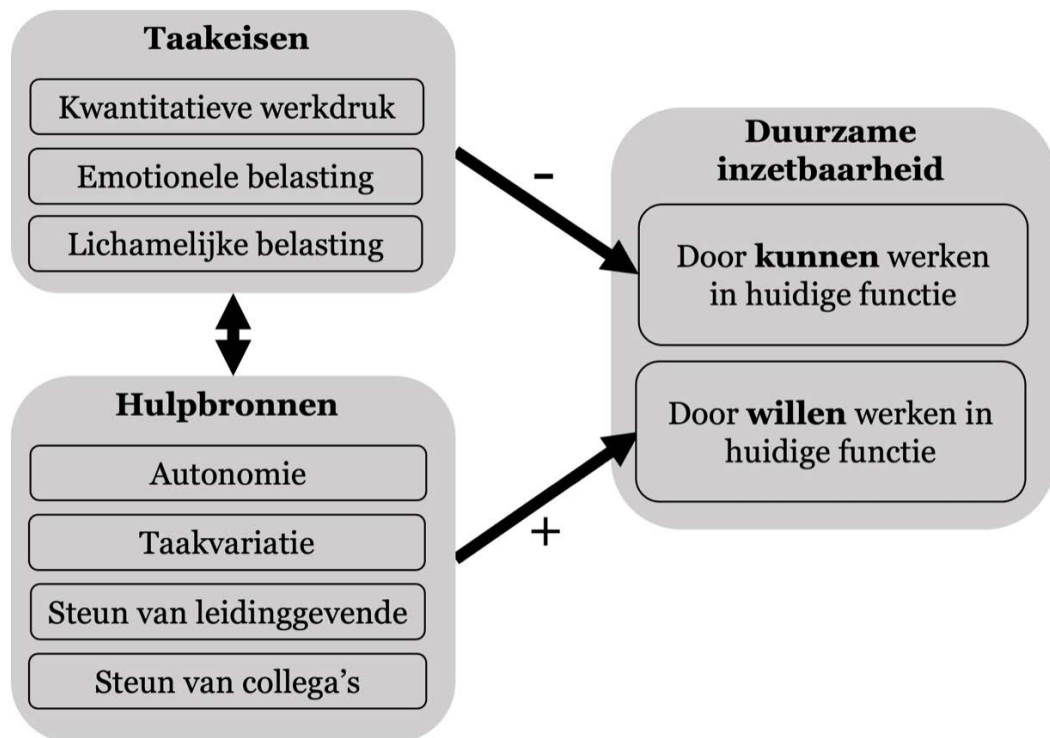 Taakeisen
Kwantitatieve werkdruk
Emotionele belasting
Lichamelijke belasting
Hulpbronnen
Autonomie
Taakvariatie
Steun van leidinggevende
Steun van collega's
-
+
Duurzame
inzetbaarheid
Door kunnen werken
in huidige functie
Door willen werken in
huidige functie